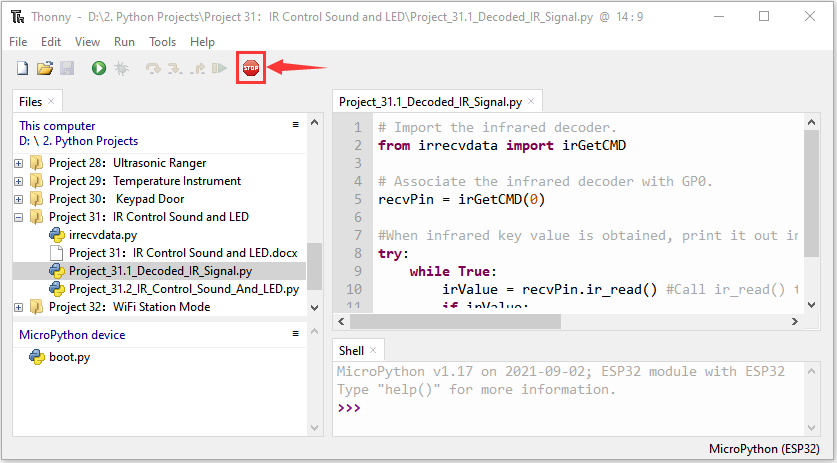 Thonny - D:\2. Python Projects\Project 31：IR Control Sound and LED\Project_31.1_Decoded_IR_Signal.py @ 14 : 9
File Edit View Run Tools Help
STOP
Files
This computer
D: \ 2. Python Projects
Project 28：Ultrasonic Ranger
Project 29：Temperature Instrument
Project 30： Keypad Door
Project 31：IR Control Sound and LED
irrecvdata.py
Project 31：IR Control Sound and LED.docx
Project_31.1_Decoded_IR_Signal.py
Project_31.2_IR_Control_Sound_And_LED.py
Project 32：WiFi Station Mode
MicroPython device
boot.py
Project_31.1_Decoded_IR_Signal.py
1 # Import the infrared decoder.
2 from irrecvdata import irGetCMD
3
4 # Associate the infrared decoder with GP0.
5 recvPin = irGetCMD(0)
6
7 #When infrared key value is obtained, print it out in
8 try:
9 while True:
10 irValue = recvPin.ir_read() #Call ir_read() t
11 if irValue:
Shell
MicroPython v1.17 on 2021-09-02; ESP32 module with ESP32
Type "help()" for more information.
>>>
MicroPython (ESP32)